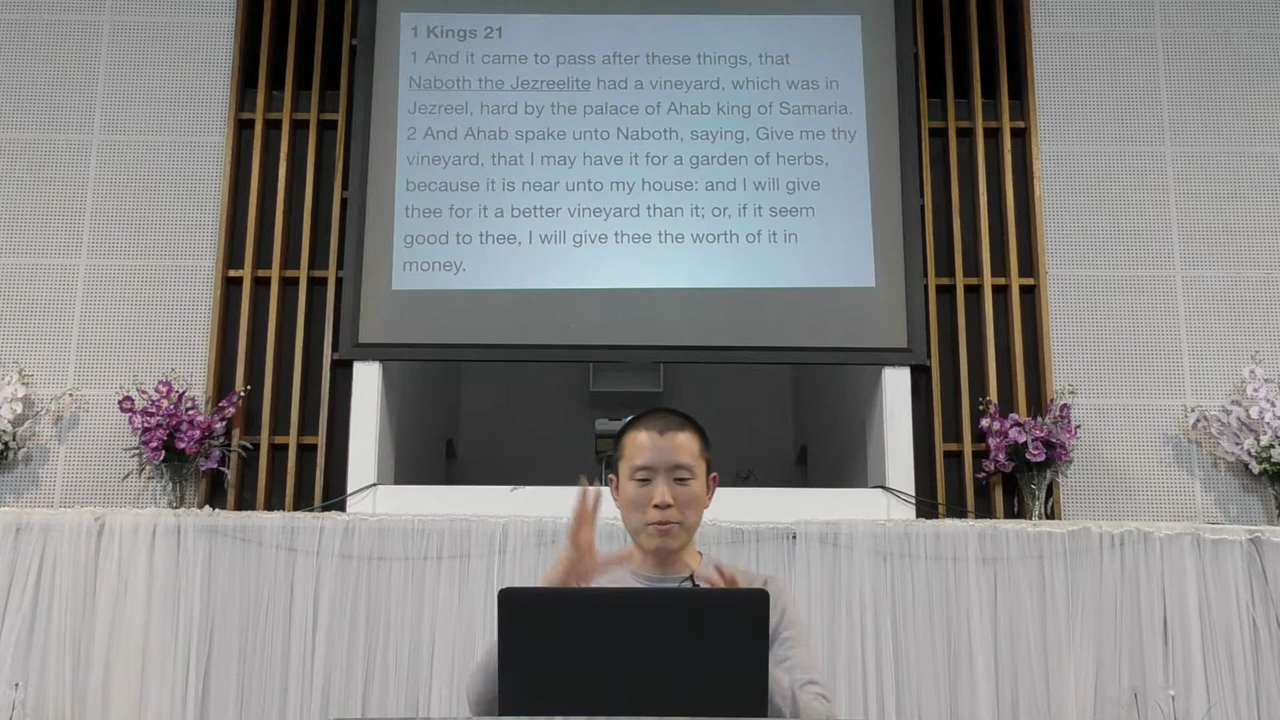 1 Kings 21
1 And it came to pass after these things, that
Naboth the Jezreelite had a vineyard, which was in
Jezreel, hard by the palace of Ahab king of Samaria.
2 And Ahab spake unto Naboth, saying, Give me thy
vineyard, that I may have it for a garden of herbs,
because it is near unto my house: and I will give
thee for it a better vineyard than it; or, if it seem
good to thee, I will give thee the worth of it in
money.